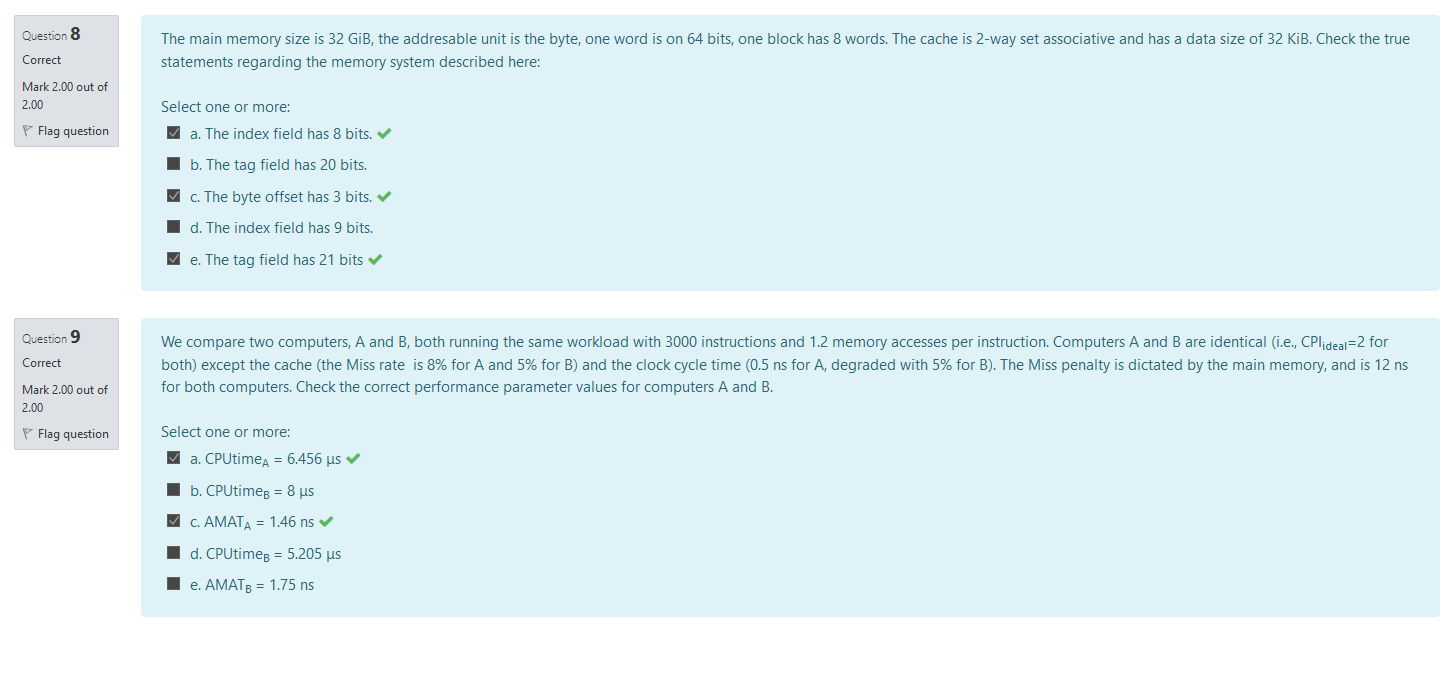 Question 8
Correct
Mark 2.00 out of
2.00
Flag question
The main memory size is 32 GiB, the addresable unit is the byte, one word is on 64 bits, one block has 8 words. The cache is 2-way set associative and has a data size of 32 KiB. Check the true
statements regarding the memory system described here:
Select one or more:
a. The index field has 8 bits.
b. The tag field has 20 bits.
c. The byte offset has 3 bits.
d. The index field has 9 bits.
e. The tag field has 21 bits
Question 9
Correct
Mark 2.00 out of
2.00
Flag question
We compare two computers, A and B, both running the same workload with 3000 instructions and 1.2 memory accesses per instruction. Computers A and B are identical (i.e., CPIideal=2 for
both) except the cache (the Miss rate is 8% for A and 5% for B) and the clock cycle time (0.5 ns for A, degraded with 5% for B). The Miss penalty is dictated by the main memory, and is 12 ns
for both computers. Check the correct performance parameter values for computers A and B.
Select one or more:
a. CPUtimeA = 6.456 μs
b. CPUtimeB = 8 μs
c. AMATA = 1.46 ns
d. CPUtimeB = 5.205 μs
e. AMATB = 1.75 ns